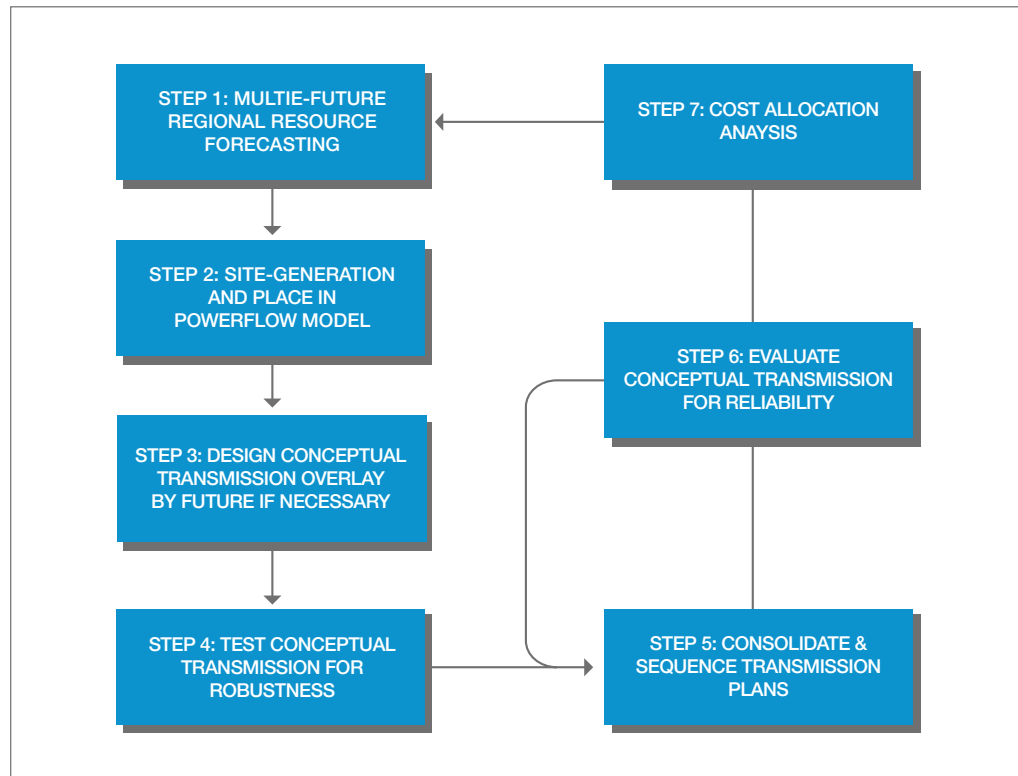 STEP 1: MULTIE-FUTURE
REGIONAL RESOURCE
FORECASTING
STEP 2: SITE-GENERATION
AND PLACE IN
POWERFLOW MODEL
STEP 3: DESIGN CONCEPTUAL
TRANSMISSION OVERLAY
BY FUTURE IF NECESSARY
STEP 4: TEST CONCEPTUAL
TRANSMISSION FOR
ROBUSTNESS
STEP 5: CONSOLIDATE &
SEQUENCE TRANSMISSION
PLANS
STEP 6: EVALUATE
CONCEPTUAL TRANSMISSION
FOR RELIABILITY
STEP 7: COST ALLOCATION
ANAYSIS